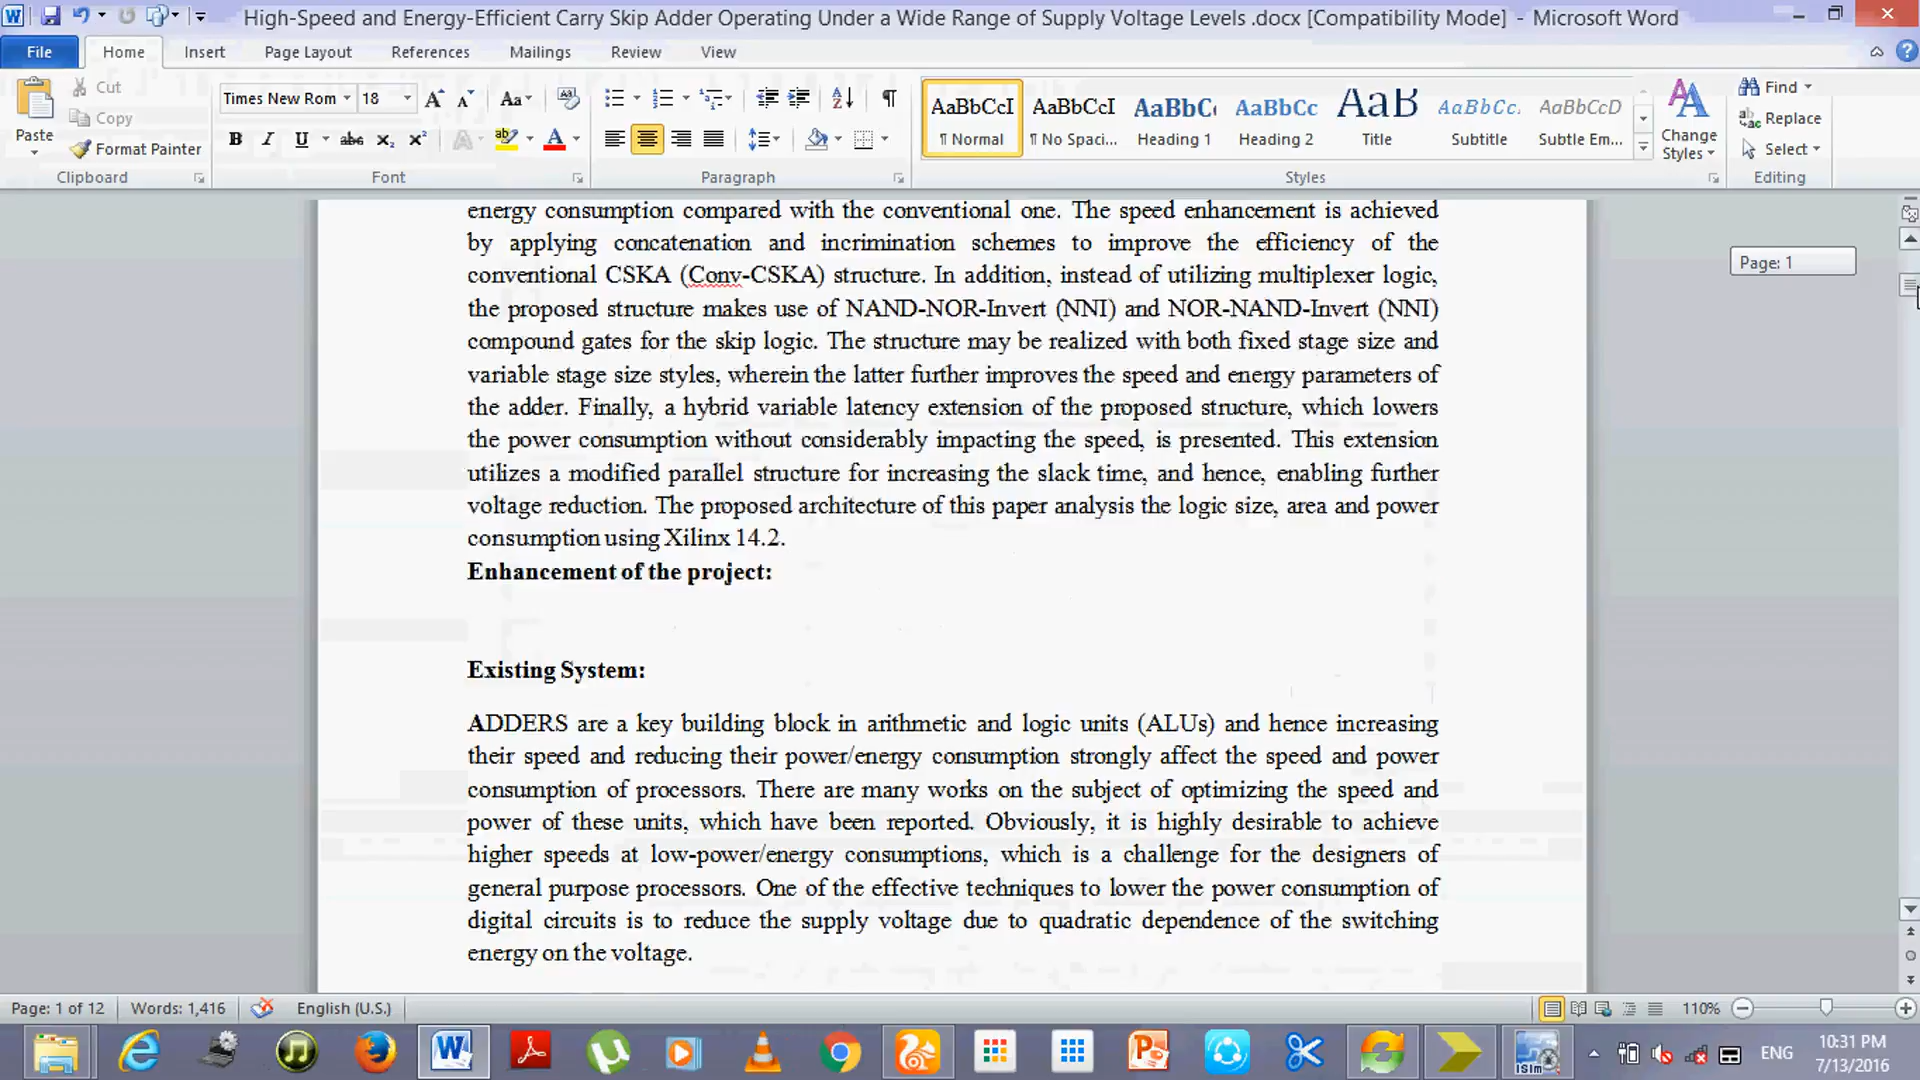 High-Speed and Energy-Efficient Carry Skip Adder Operating Under a Wide Range of Supply Voltage Levels .docx [Compatibility Mode] - Microsoft Word
File Home Insert Page Layout References Mailings Review View
Cut
Copy
Paste
Format Painter
Clipboard
Times New Rom 18
Font
Paragraph
AaBbCcI AaBbCcI AaBbC AaBbCc AaB AaBbCc. AaBbCcD
¶ Normal ¶ No Spaci... Heading 1 Heading 2 Title Subtitle Subtle Em...
Change Styles
Styles
Find
Replace
Select
Editing
Page: 1
energy consumption compared with the conventional one. The speed enhancement is achieved
by applying concatenation and incrimination schemes to improve the efficiency of the
conventional CSKA (Conv-CSKA) structure. In addition, instead of utilizing multiplexer logic,
the proposed structure makes use of NAND-NOR-Invert (NNI) and NOR-NAND-Invert (NNI)
compound gates for the skip logic. The structure may be realized with both fixed stage size and
variable stage size styles, wherein the latter further improves the speed and energy parameters of
the adder. Finally, a hybrid variable latency extension of the proposed structure, which lowers
the power consumption without considerably impacting the speed, is presented. This extension
utilizes a modified parallel structure for increasing the slack time, and hence, enabling further
voltage reduction. The proposed architecture of this paper analysis the logic size, area and power
consumption using Xilinx 14.2.
Enhancement of the project:
Existing System:
ADDERS are a key building block in arithmetic and logic units (ALUs) and hence increasing
their speed and reducing their power/energy consumption strongly affect the speed and power
consumption of processors. There are many works on the subject of optimizing the speed and
power of these units, which have been reported. Obviously, it is highly desirable to achieve
higher speeds at low-power/energy consumptions, which is a challenge for the designers of
general purpose processors. One of the effective techniques to lower the power consumption of
digital circuits is to reduce the supply voltage due to quadratic dependence of the switching
energy on the voltage.
Page: 1 of 12 Words: 1,416 English (U.S.) 110%
ENG
10:31 PM
7/13/2016